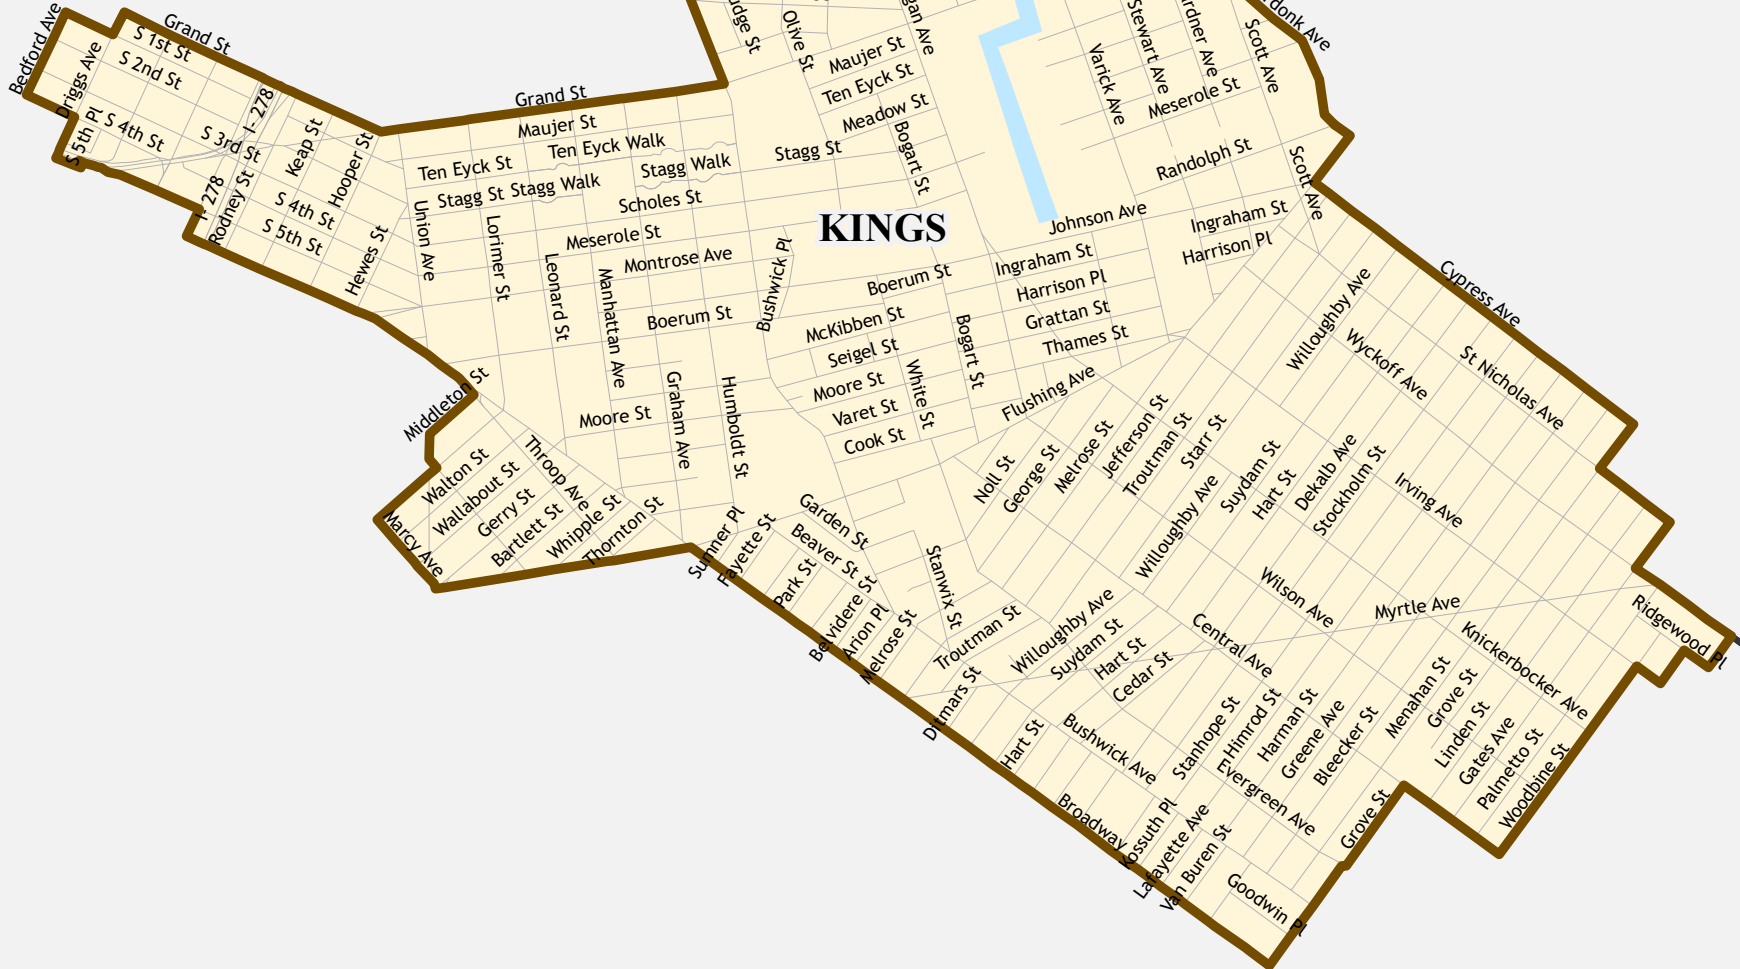 Bedford Ave
Driggs Ave
S 1st St
Grand St
S 2nd St
S 5th Pl
S 4th St
S 3rd St
I- 278
Keap St
Hooper St
I- 278
Rodney St
S 4th St
S 5th St
Hewes St
Grand St
Maujer St
Ten Eyck Walk
Ten Eyck St
Stagg Walk
Stagg St
Stagg Walk
Scholes St
Stagg St
Union Ave
Lorimer St
Meserole St
Montrose Ave
Leonard St
Manhattan Ave
Boerum St
Bushwick Pl
Olive St
Maujer St
Ten Eyck St
Meadow St
Bogart St
KINGS
Varick Ave
Stewart Ave
Scott Ave
Meserole St
Randolph St
Scott Ave
Johnson Ave
Ingraham St
Harrison Pl
Ingraham St
Boerum St
Harrison Pl
McKibben St
Grattan St
Seigel St
Thames St
Bogart St
Moore St
White St
Varet St
Cook St
Flushing Ave
Middleton St
Moore St
Graham Ave
Humboldt St
Walton St
Throop Ave
Wallabout St
Gerry St
Bartlett St
Whipple St
Thornton St
Marcy Ave
Sumner Pl
Fayette St
Garden St
Beaver St
Park St
Belvidere St
Arion Pl
Melrose St
Stanwix St
Noll St
George St
Melrose St
Jefferson St
Troutman St
Starr St
Willoughby Ave
Wyckoff Ave
Cypress Ave
St Nicholas Ave
Suydam St
Hart St
Dekalb Ave
Stockholm St
Irving Ave
Willoughby Ave
Wilson Ave
Myrtle Ave
Knickerbocker Ave
Ridgewood Pl
Troutman St
Willoughby Ave
Suydam St
Hart St
Cedar St
Central Ave
Ditmars St
Hart St
Bushwick Ave
Stanhope St
Himrod St
Harman St
Greene Ave
Bleecker St
Menahan St
Grove St
Linden St
Gates Ave
Palmetto St
Woodbine St
Evergreen Ave
Broadway
Kossuth Pl
Lafayette Ave
Van Buren St
Grove St
Goodwin Pl